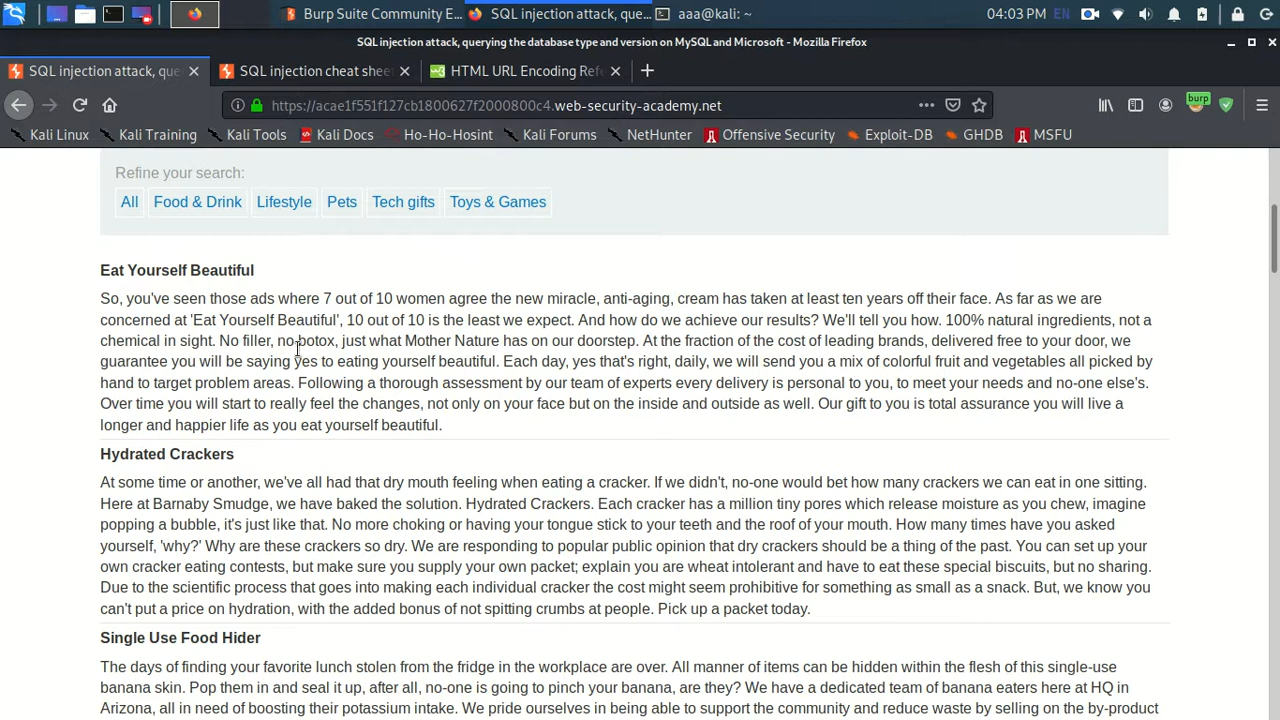 Burp Suite Community E...
SQL injection attack, que...
aaa@kali: ~
04:03 PM
EN
SQL injection attack, querying the database type and version on MySQL and Microsoft - Mozilla Firefox
SQL injection attack, que
SQL injection cheat shee
HTML URL Encoding Ref
https://acae1f551f127cb1800627f2000800c4.web-security-academy.net
burp
Kali Linux
Kali Training
Kali Tools
Kali Docs
Ho-Ho-Hosint
Kali Forums
NetHunter
Offensive Security
Exploit-DB
GHDB
MSFU
Refine your search:
All
Food & Drink
Lifestyle
Pets
Tech gifts
Toys & Games
Eat Yourself Beautiful
So, you've seen those ads where 7 out of 10 women agree the new miracle, anti-aging, cream has taken at least ten years off their face. As far as we are
concerned at 'Eat Yourself Beautiful', 10 out of 10 is the least we expect. And how do we achieve our results? We'll tell you how. 100% natural ingredients, not a
chemical in sight. No filler, no botox, just what Mother Nature has on our doorstep. At the fraction of the cost of leading brands, delivered free to your door, we
guarantee you will be saying yes to eating yourself beautiful. Each day, yes that's right, daily, we will send you a mix of colorful fruit and vegetables all picked by
hand to target problem areas. Following a thorough assessment by our team of experts every delivery is personal to you, to meet your needs and no-one else's.
Over time you will start to really feel the changes, not only on your face but on the inside and outside as well. Our gift to you is total assurance you will live a
longer and happier life as you eat yourself beautiful.
Hydrated Crackers
At some time or another, we've all had that dry mouth feeling when eating a cracker. If we didn't, no-one would bet how many crackers we can eat in one sitting.
Here at Barnaby Smudge, we have baked the solution. Hydrated Crackers. Each cracker has a million tiny pores which release moisture as you chew, imagine
popping a bubble, it's just like that. No more choking or having your tongue stick to your teeth and the roof of your mouth. How many times have you asked
yourself, 'why?' Why are these crackers so dry. We are responding to popular public opinion that dry crackers should be a thing of the past. You can set up your
own cracker eating contests, but make sure you supply your own packet; explain you are wheat intolerant and have to eat these special biscuits, but no sharing.
Due to the scientific process that goes into making each individual cracker the cost might seem prohibitive for something as small as a snack. But, we know you
can't put a price on hydration, with the added bonus of not spitting crumbs at people. Pick up a packet today.
Single Use Food Hider
The days of finding your favorite lunch stolen from the fridge in the workplace are over. All manner of items can be hidden within the flesh of this single-use
banana skin. Pop them in and seal it up, after all, no-one is going to pinch your banana, are they? We have a dedicated team of banana eaters here at HQ in
Arizona, all in need of boosting their potassium intake. We pride ourselves in being able to support the community and reduce waste by selling on the by-product